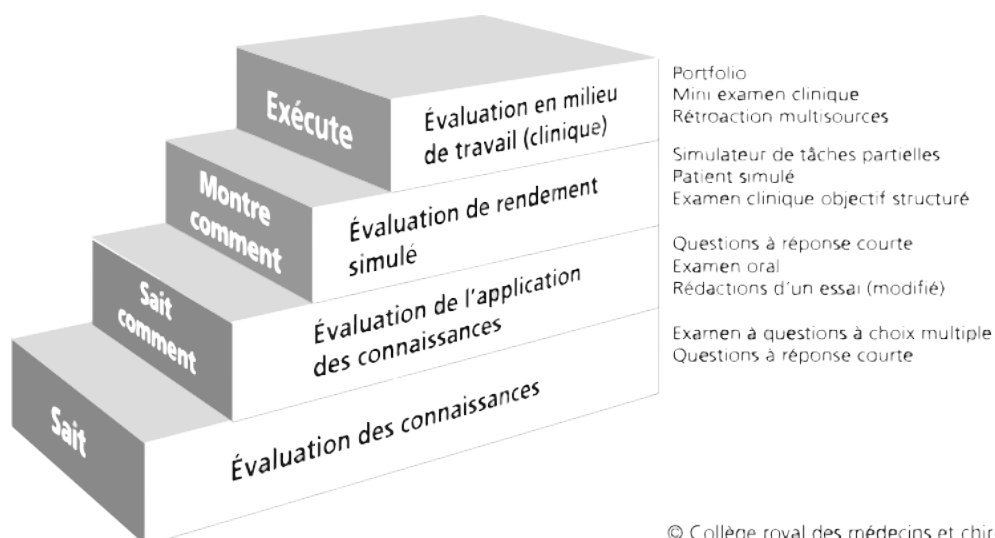 Exécute
Évaluation en milieu
de travail (clinique)
Portfolio
Mini examen clinique
Rétroaction multisources
Montre
comment
Évaluation de rendement
simulé
Simulateur de tâches partielles
Patient simulé
Examen clinique objectif structuré
Sait
comment
Évaluation de l'application
des connaissances
Questions à réponse courte
Examen oral
Rédactions d'un essai (modifié)
Sait
Évaluation des connaissances
Examen à questions à choix multiple
Questions à réponse courte
© Collège royal des médecins et chir